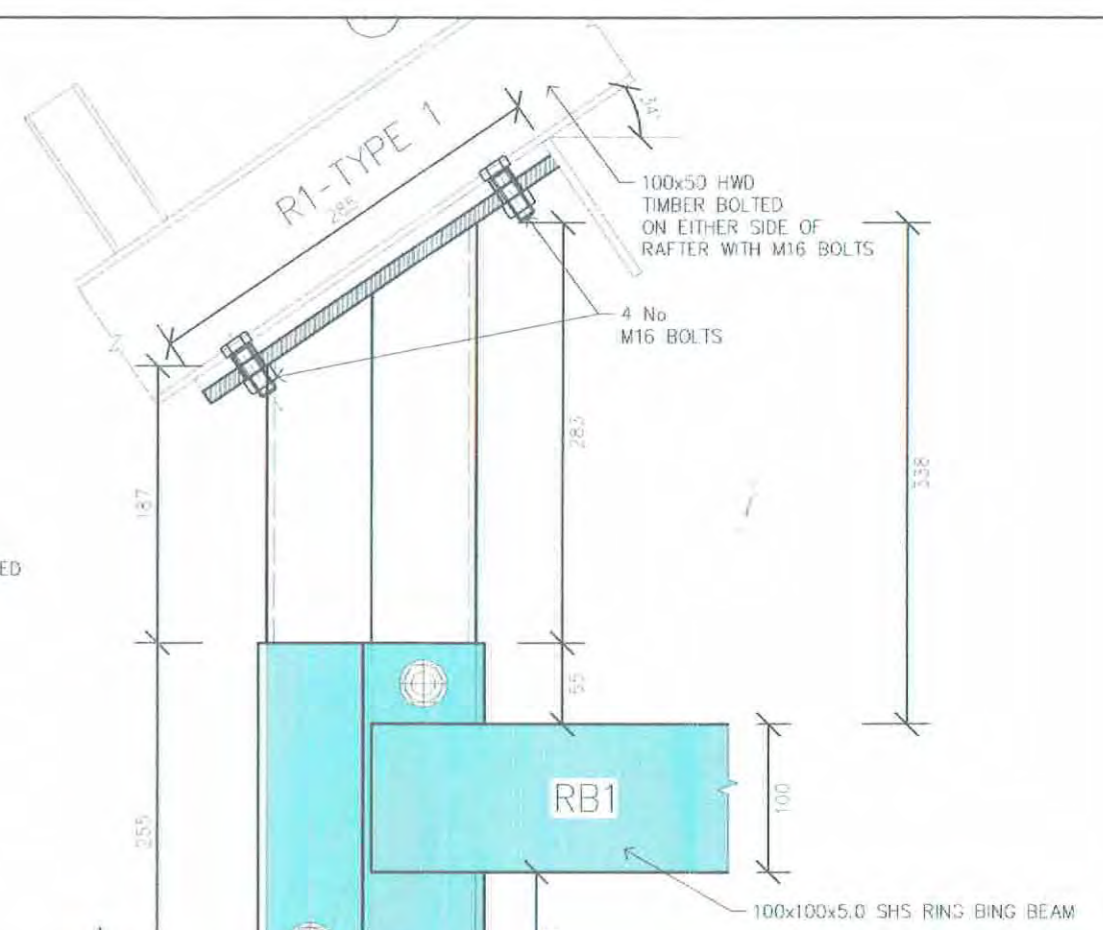 R1-TYPE 1
285
34°
100x50 HWD
TIMBER BOLTED
ON EITHER SIDE OF
RAFTER WITH M16 BOLTS
4 No
M16 BOLTS
283
338
187
ED
55
RB1
100
255
100x100x5.0 SHS RING BING BEAM